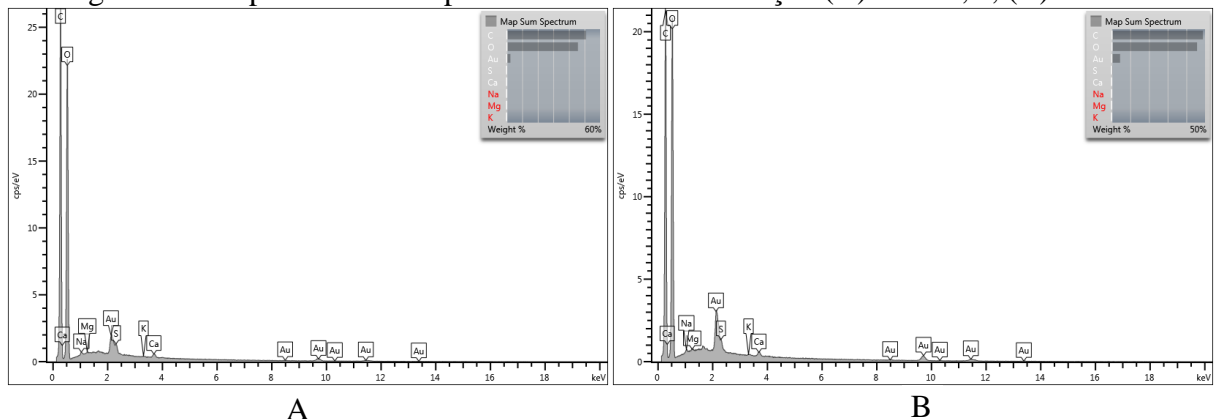 Map Sum Spectrum
C
O
Au
S
Ca
Na
Mg
K
Weight % 60%
cps/eV
25
20
15
10
5
0
C
O
Ca
Na
Mg
Au
S
K
Ca
Au
Au
Au
Au
Au
0 2 4 6 8 10 12 14 16 18 keV
A
Map Sum Spectrum
C
O
Au
S
Ca
Na
Mg
K
Weight % 50%
cps/eV
20
15
10
5
0
C
O
Ca
Na
Mg
Au
S
K
Ca
Au
Au
Au
Au
Au
0 2 4 6 8 10 12 14 16 18 keV
B